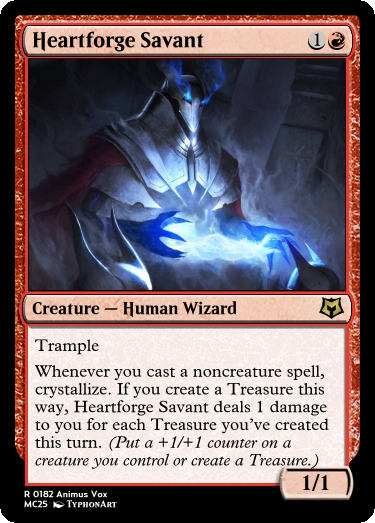 Heartforge Savant 1
Creature — Human Wizard
Trample
Whenever you cast a noncreature spell,
crystallize. If you create a Treasure this
way, Heartforge Savant deals 1 damage
to you for each Treasure you've created
this turn. (Put a +1/+1 counter on a
creature you control or create a Treasure.)
1/1
R 0182 Animus Vox
MC25 TyphonArt